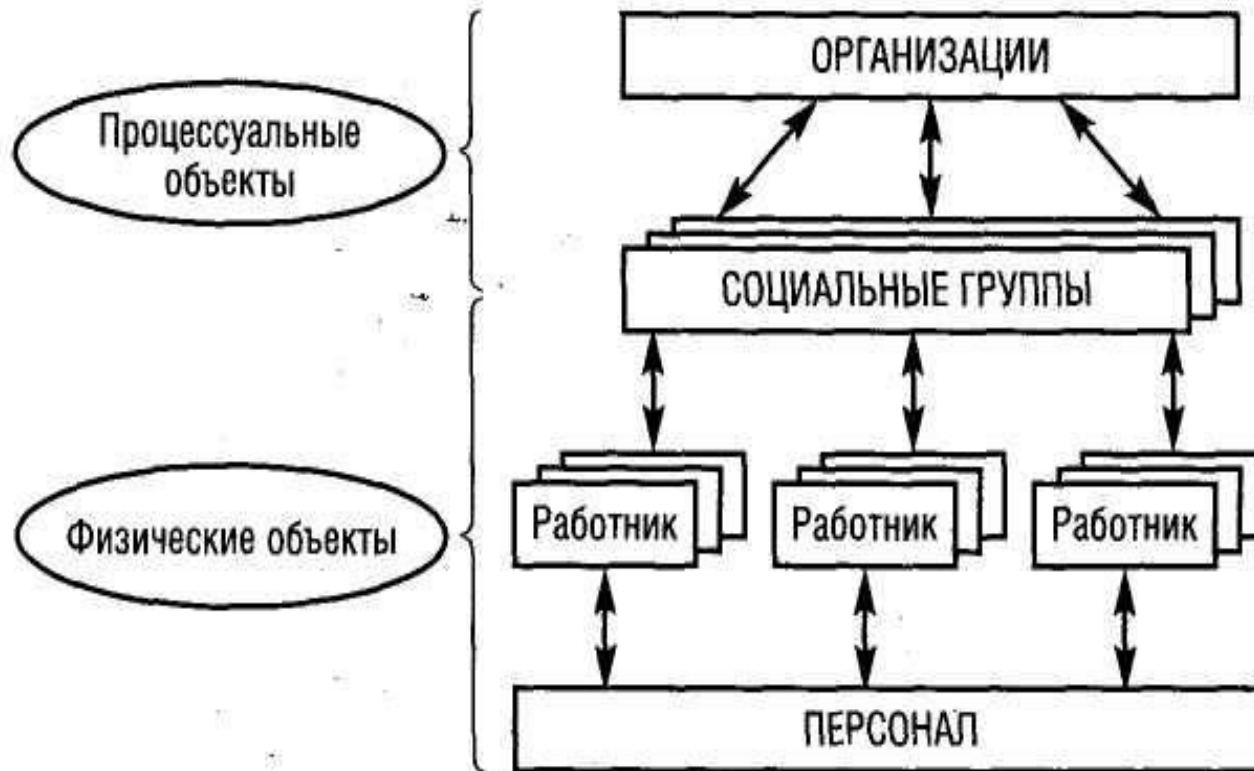 ОРГАНИЗАЦИИ
Процессуальные
объекты
СОЦИАЛЬНЫЕ ГРУППЫ
Физические объекты
Работник
Работник
Работник
ПЕРСОНАЛ